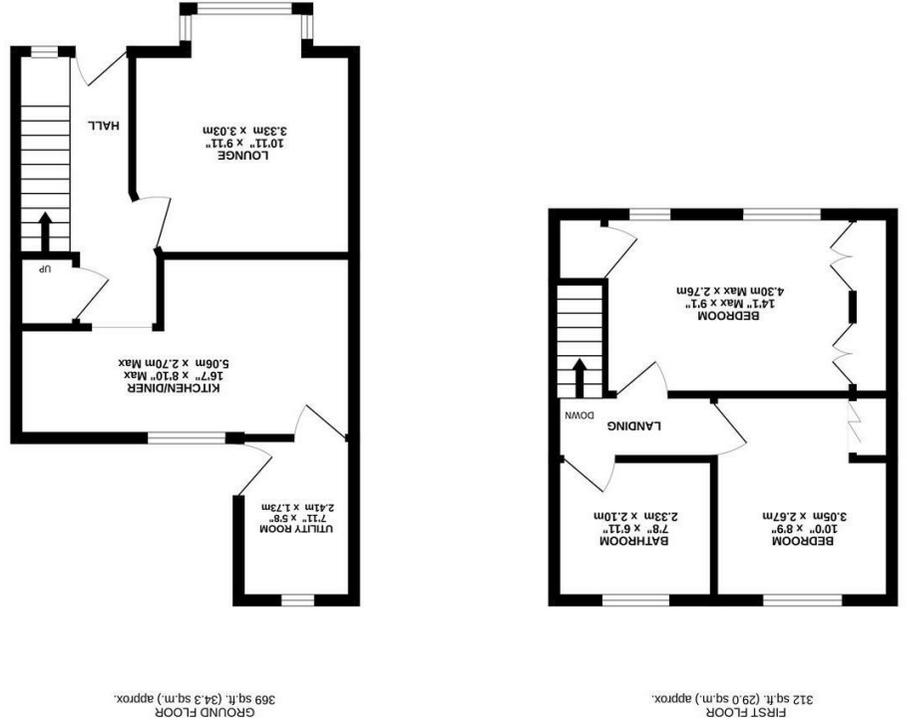 FIRST FLOOR
312 sq.ft. (29.0 sq.m.) approx.
BEDROOM
10'0" x 8'9"
3.05m x 2.67m
BATHROOM
7'8" x 6'11"
2.33m x 2.10m
LANDING
DOWN
BEDROOM
14'1" Max x 9'1"
4.30m Max x 2.76m
GROUND FLOOR
369 sq.ft. (34.3 sq.m.) approx.
UTILITY ROOM
7'11" x 5'8"
2.41m x 1.73m
KITCHEN/DINER
16'7" x 8'10" Max
5.06m x 2.70m Max
UP
LOUNGE
10'11" x 9'11"
3.33m x 3.03m
HALL